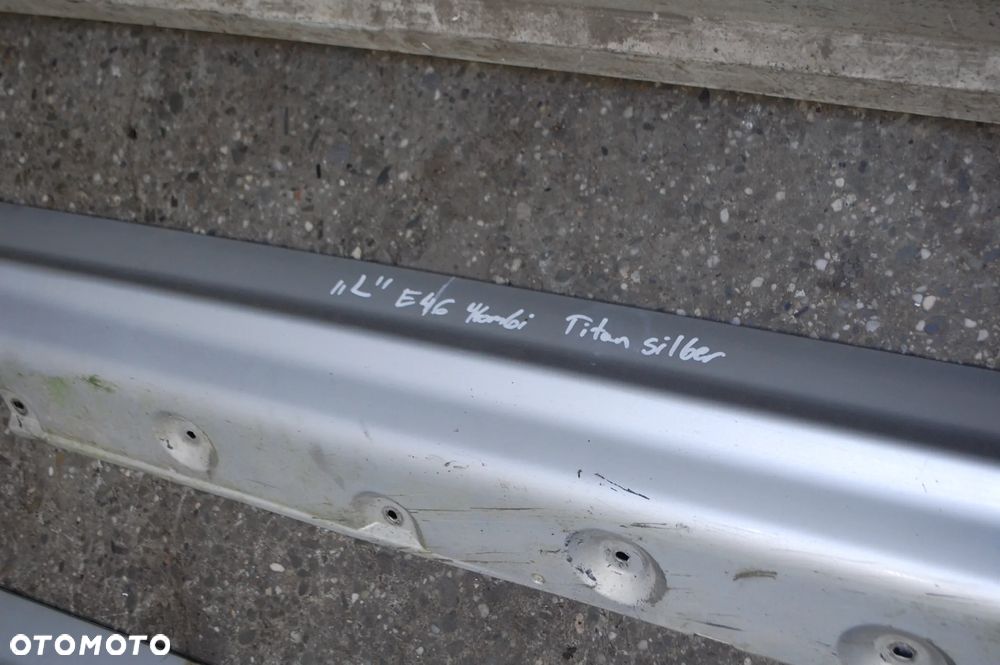 „L" E46 Kombi Titan silber
OTOMOTO